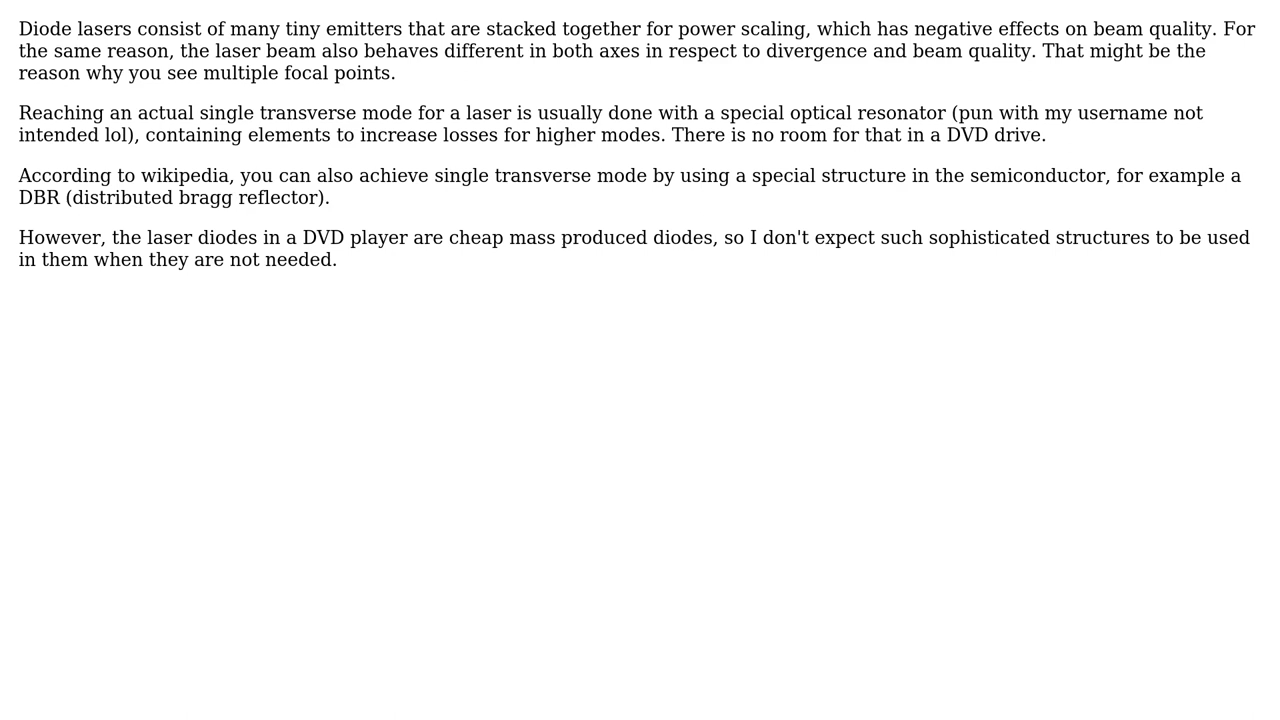 Diode lasers consist of many tiny emitters that are stacked together for power scaling, which has negative effects on beam quality. For
the same reason, the laser beam also behaves different in both axes in respect to divergence and beam quality. That might be the
reason why you see multiple focal points.
Reaching an actual single transverse mode for a laser is usually done with a special optical resonator (pun with my username not
intended lol), containing elements to increase losses for higher modes. There is no room for that in a DVD drive.
According to wikipedia, you can also achieve single transverse mode by using a special structure in the semiconductor, for example a
DBR (distributed bragg reflector).
However, the laser diodes in a DVD player are cheap mass produced diodes, so I don't expect such sophisticated structures to be used
in them when they are not needed.